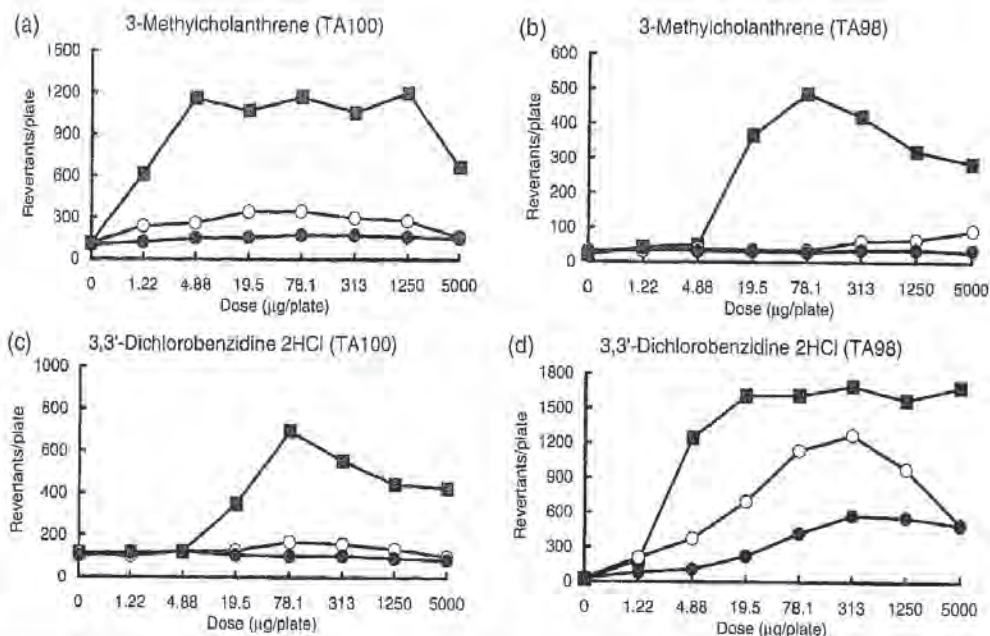 (a) 3-Methylcholanthrene (TA100)
1500
1200
900
600
300
0
Revertants/plate
0 1.22 4.88 19.5 78.1 313 1250 5000
Dose (µg/plate)
(b) 3-Methylcholanthrene (TA98)
600
500
400
300
200
100
0
Revertants/plate
0 1.22 4.88 19.5 78.1 313 1250 5000
Dose (µg/plate)
(c) 3,3'-Dichlorobenzidine 2HCl (TA100)
1000
800
600
400
200
0
Revertants/plate
0 1.22 4.88 19.5 78.1 313 1250 5000
Dose (µg/plate)
(d) 3,3'-Dichlorobenzidine 2HCl (TA98)
1800
1500
1200
900
600
300
0
Revertants/plate
0 1.22 4.88 19.5 78.1 313 1250 5000
Dose (µg/plate)